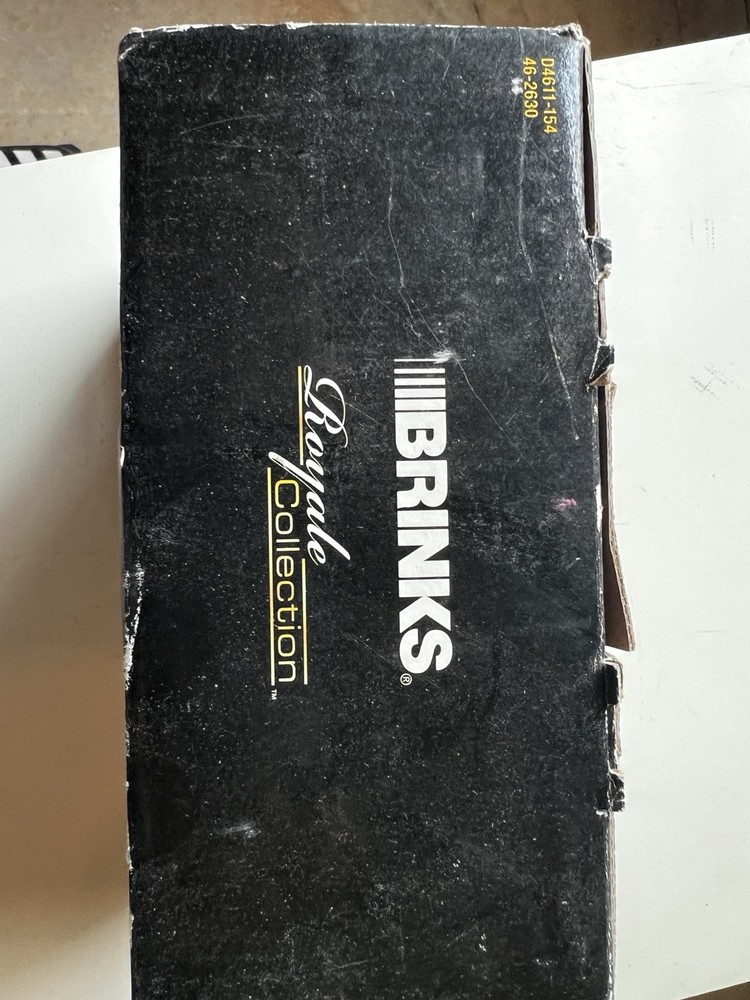 D4611-154
46-2630
BRINKS®
Royale
Collection™